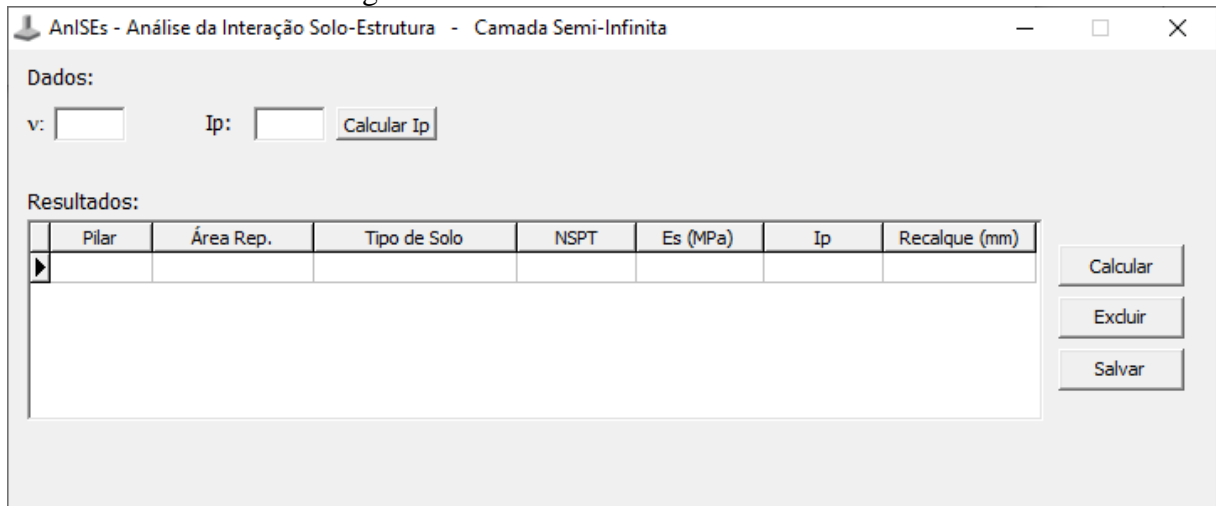 AnISEs - Análise da Interação Solo-Estrutura - Camada Semi-Infinita
Dados:
ν: Ip: Calcular Ip
Resultados:
Pilar Área Rep. Tipo de Solo NSPT Es (MPa) Ip Recalque (mm)
Calcular
Excluir
Salvar